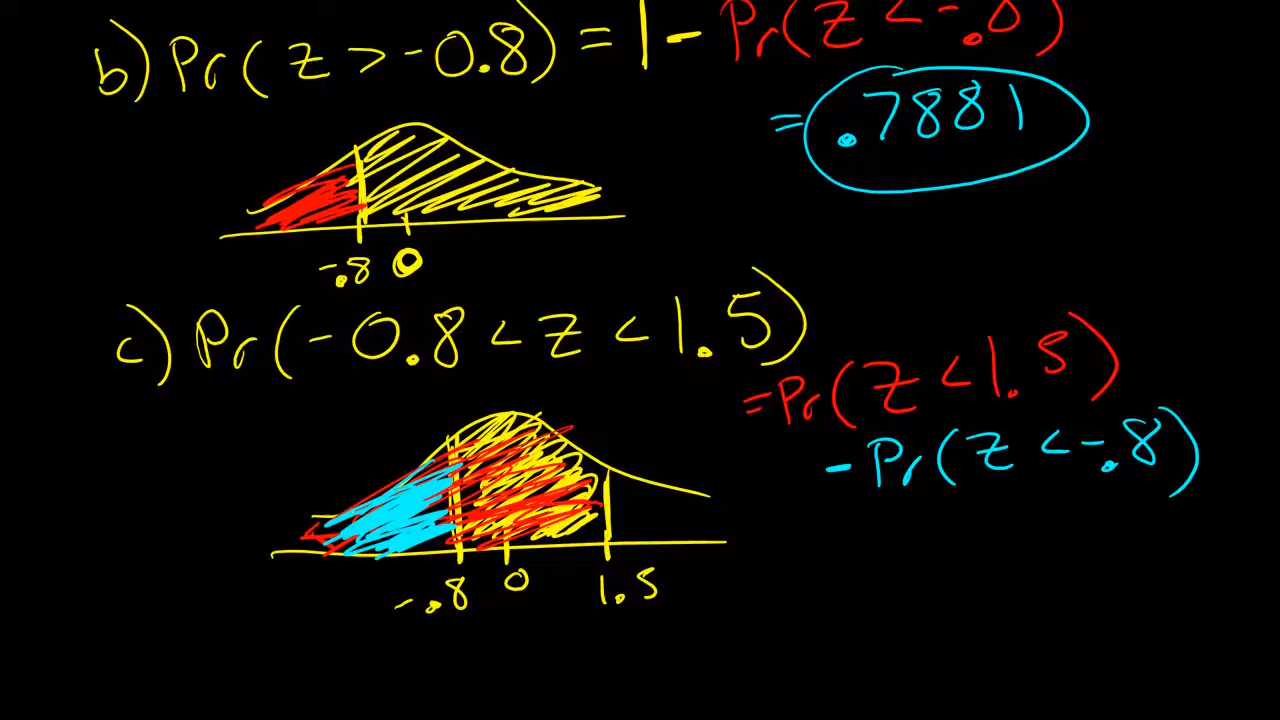 b) Pr(Z > -0.8) = 1 - Pr(Z < -.8)
= .7881
-.8 0
c) Pr(-0.8 < Z < 1.5)
= Pr(Z < 1.5)
- Pr(Z < -.8)
-.8 0 1.5